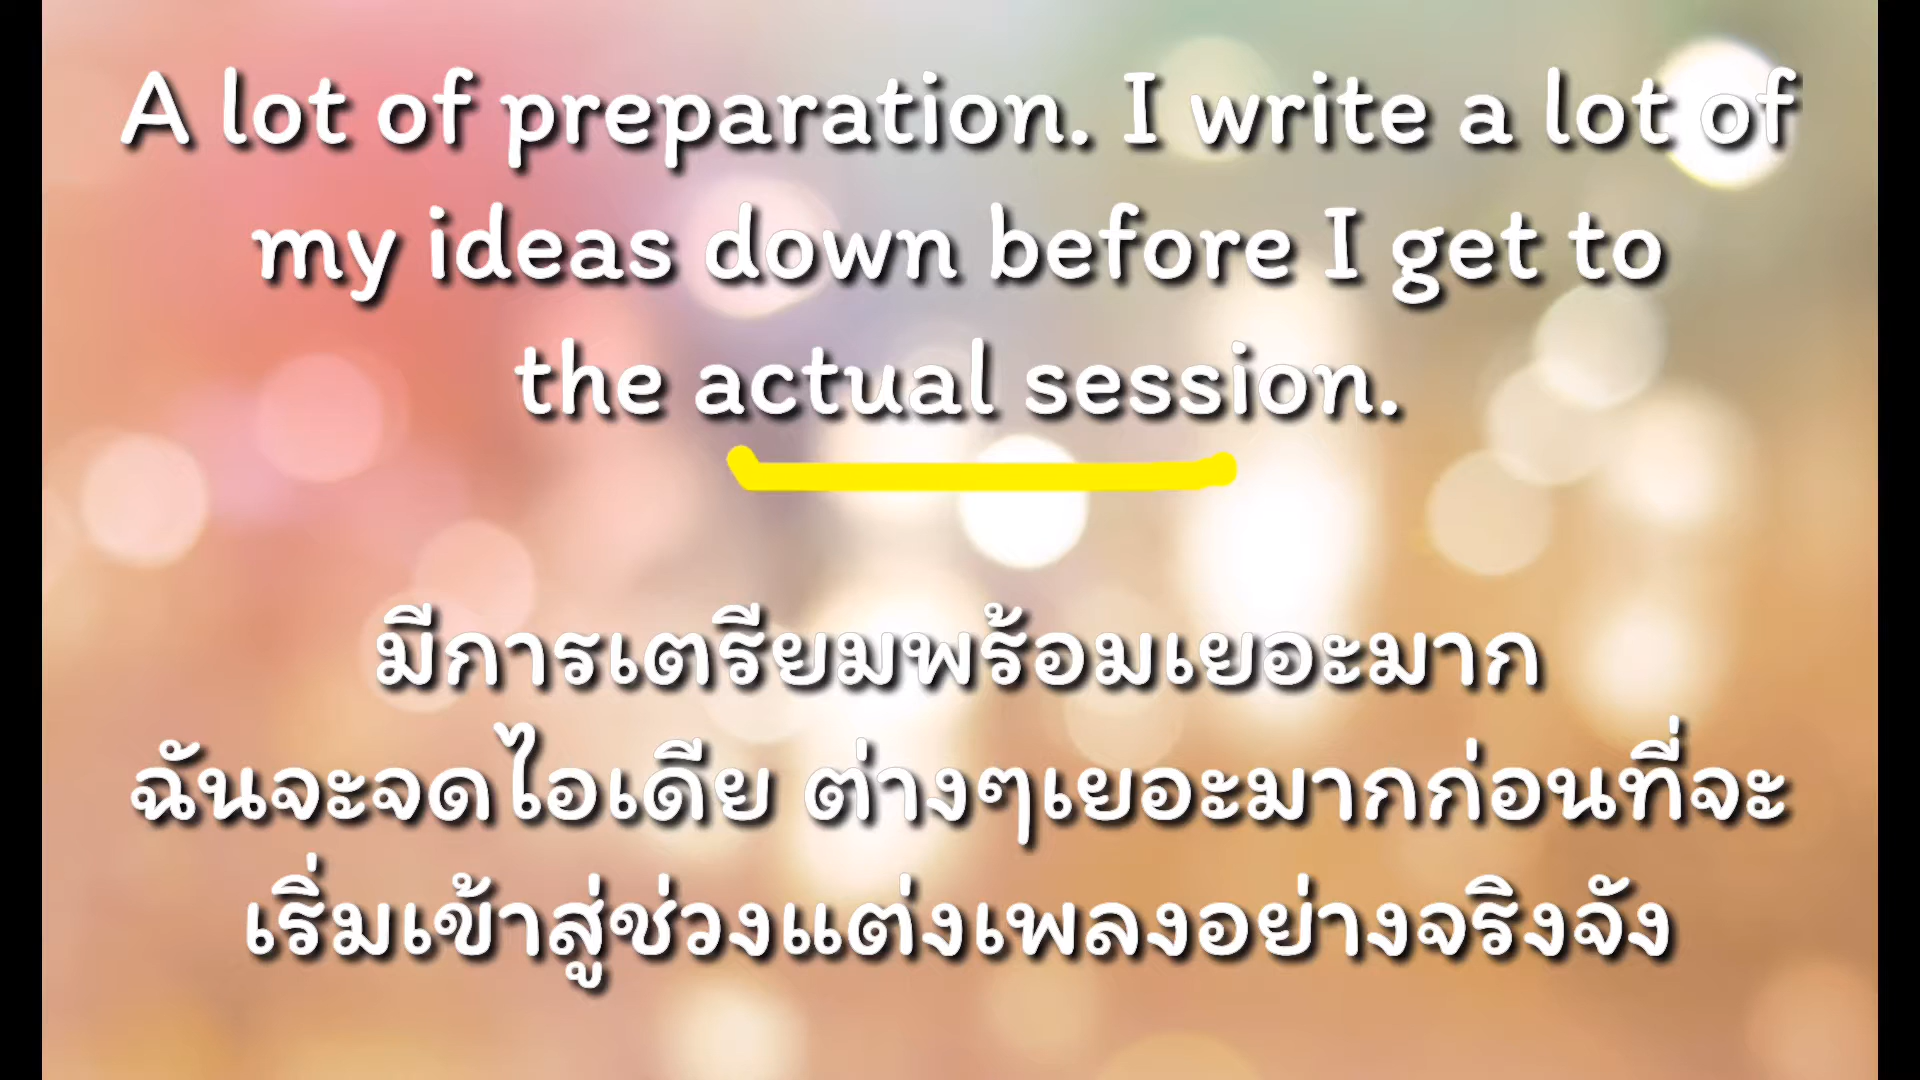 A lot of preparation. I write a lot of
my ideas down before I get to
the actual session.
มีการเตรียมพร้อมเยอะมาก
ฉันจะจดไอเดีย ต่างๆเยอะมากก่อนที่จะ
เริ่มเข้าสู่ช่วงแต่งเพลงอย่างจริงจัง